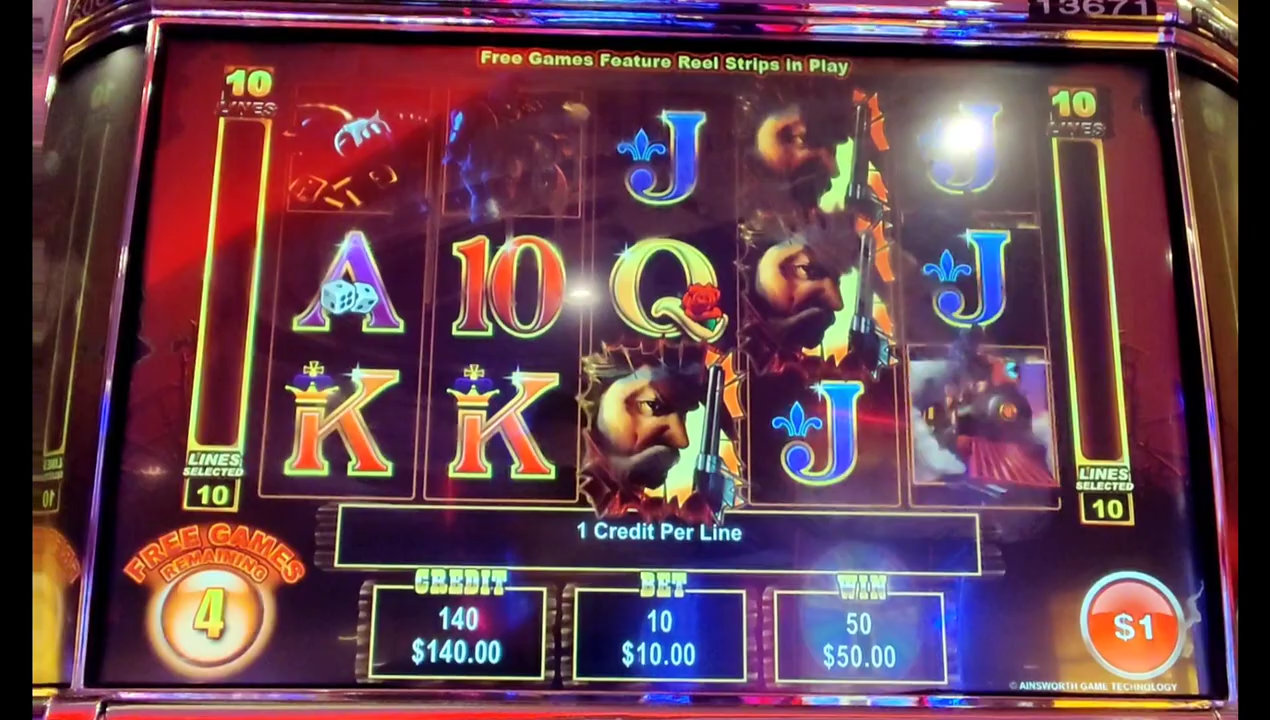 13671
Free Games Feature Reel Strips In Play
10
LINES
10
LINES
J
J
A
10
Q
J
K
K
J
LINES
SELECTED
10
LINES
SELECTED
10
1 Credit Per Line
FREE GAMES
REMAINING
4
CREDIT
140
$140.00
BET
10
$10.00
WIN
50
$50.00
$1
© AINSWORTH GAME TECHNOLOGY